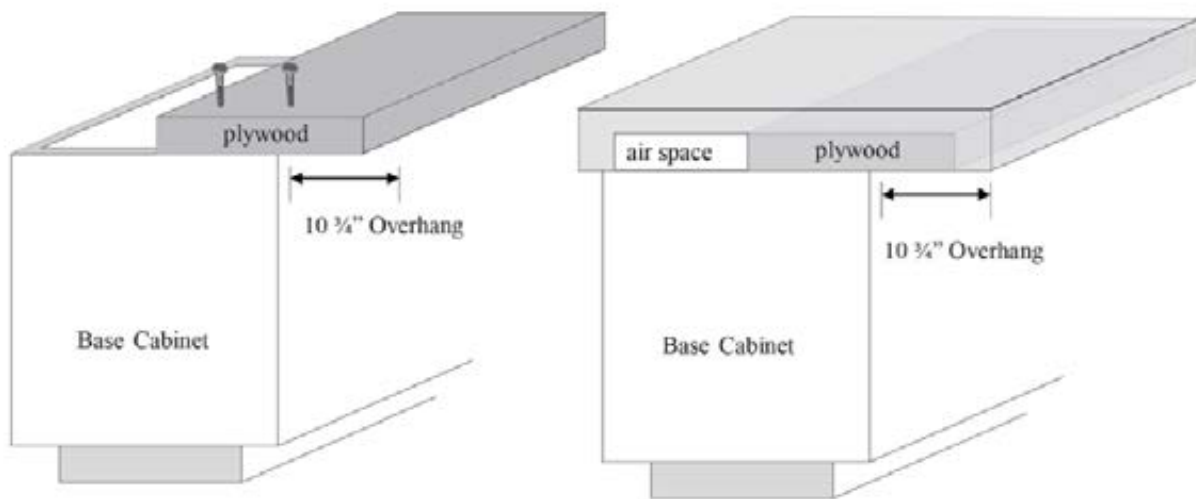 plywood
10 ¾” Overhang
Base Cabinet
air space
plywood
10 ¾” Overhang
Base Cabinet